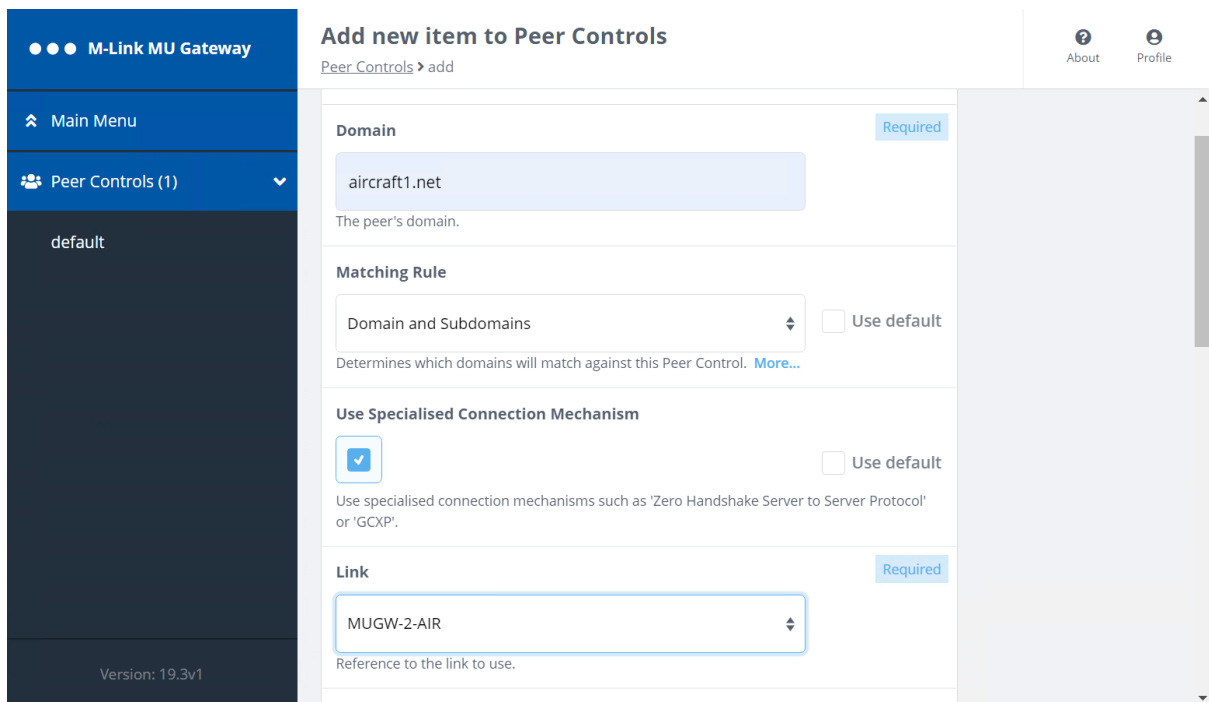 M-Link MU Gateway
Add new item to Peer Controls
Peer Controls > add
About
Profile
Main Menu
Peer Controls (1)
default
Version: 19.3v1
Domain
Required
aircraft1.net
The peer's domain.
Matching Rule
Domain and Subdomains
Use default
Determines which domains will match against this Peer Control. More...
Use Specialised Connection Mechanism
Use default
Use specialised connection mechanisms such as 'Zero Handshake Server to Server Protocol'
or 'GCXP'.
Link
Required
MUGW-2-AIR
Reference to the link to use.